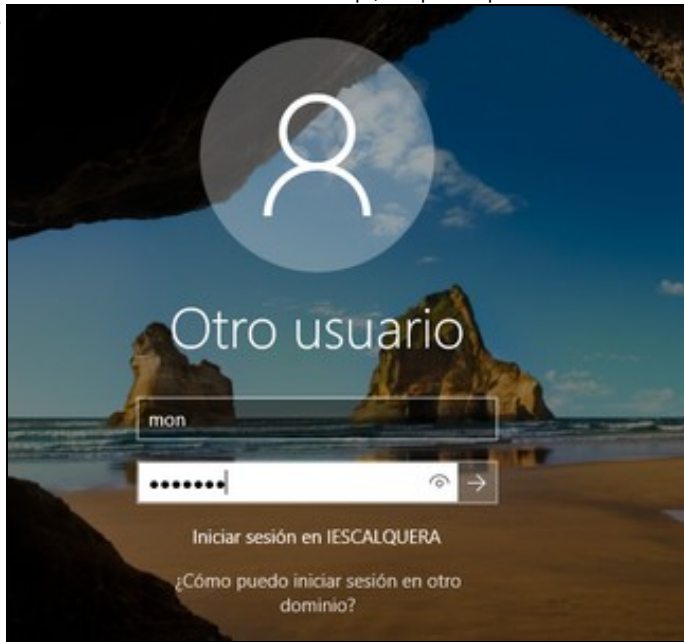 Otro usuario
mon
•••••••
Iniciar sesión en IESCALQUERA
¿Cómo puedo iniciar sesión en otro
dominio?